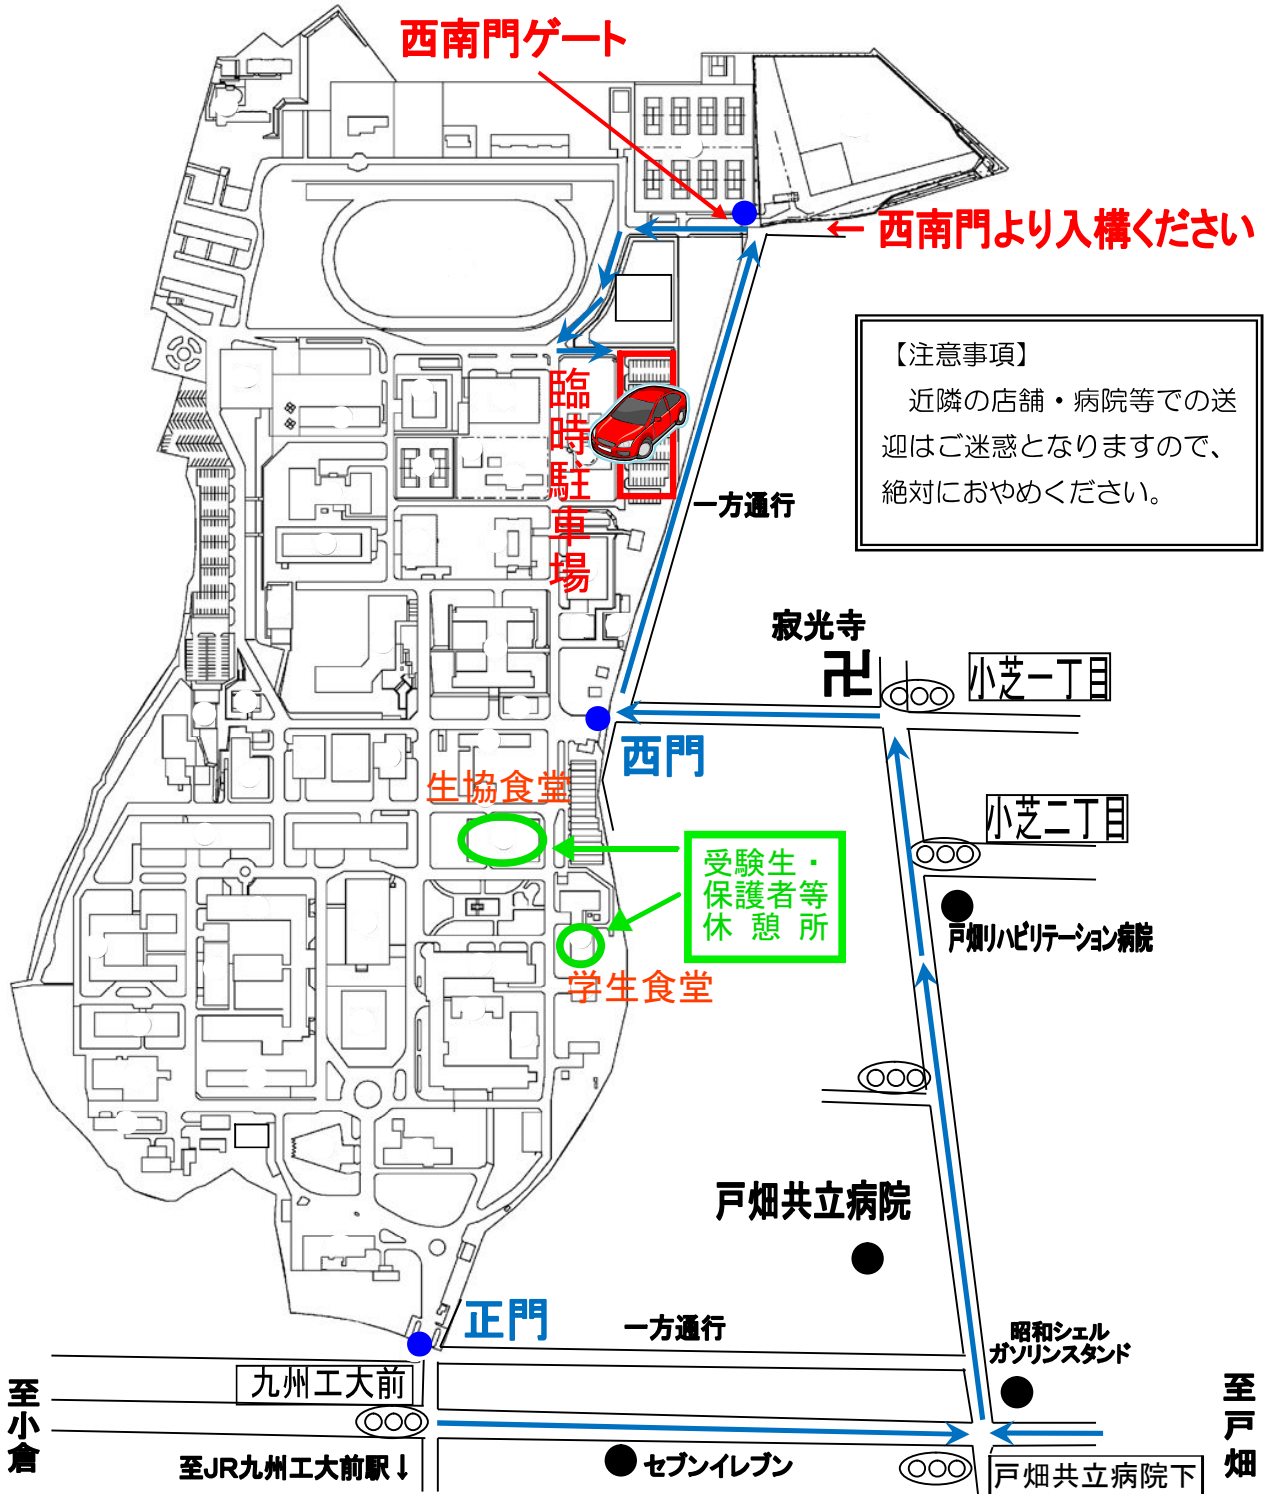 西南門ゲート
← 西南門より入構ください
【注意事項】
近隣の店舗・病院等での送
迎はご迷惑となりますので、
絶対におやめください。
臨時駐車場
一方通行
寂光寺
卍
小芝一丁目
西門
生協食堂
小芝二丁目
受験生・
保護者等
休憩所
戸畑リハビリテーション病院
学生食堂
戸畑共立病院
正門
一方通行
昭和シェル
ガソリンスタンド
九州工大前
至小倉
至戸畑
至JR九州工大前駅↓
セブンイレブン
戸畑共立病院下